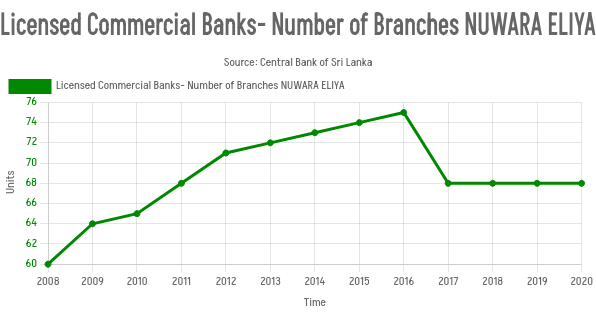 Licensed Commercial Banks- Number of Branches NUWARA ELIYA
Source: Central Bank of Sri Lanka
Licensed Commercial Banks- Number of Branches NUWARA ELIYA
76
74
72
70
68
66
64
62
60
Units
2008 2009 2010 2011 2012 2013 2014 2015 2016 2017 2018 2019 2020
Time